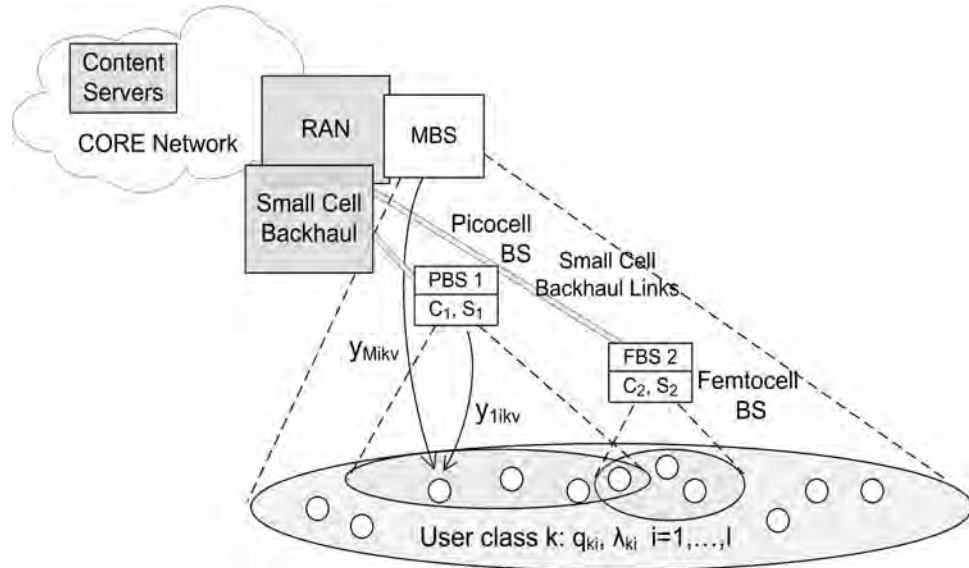 Content
Servers
CORE Network
RAN
MBS
Small Cell
Backhaul
Picocell
BS
Small Cell
Backhaul Links
PBS 1
C₁, S₁
FBS 2
C₂, S₂
Femtocell
BS
yMikv
y1ikv
User class k: qki, λki i=1,...,I